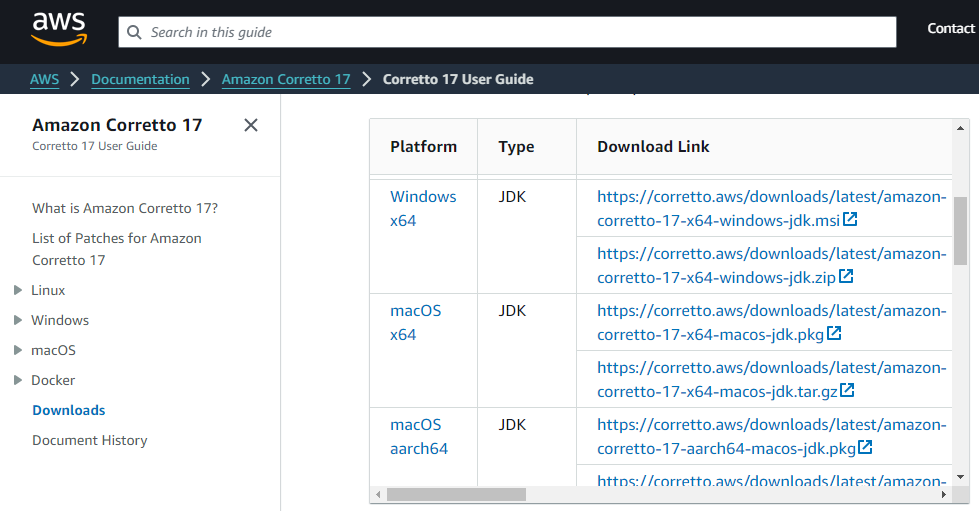 aws
Search in this guide
Contact
AWS > Documentation > Amazon Corretto 17 > Corretto 17 User Guide
Amazon Corretto 17
Corretto 17 User Guide
What is Amazon Corretto 17?
List of Patches for Amazon
Corretto 17
Linux
Windows
macOS
Docker
Downloads
Document History
Platform Type Download Link
Windows JDK https://corretto.aws/downloads/latest/amazon-
x64 corretto-17-x64-windows-jdk.msi
https://corretto.aws/downloads/latest/amazon-
corretto-17-x64-windows-jdk.zip
macOS JDK https://corretto.aws/downloads/latest/amazon-
x64 corretto-17-x64-macos-jdk.pkg
https://corretto.aws/downloads/latest/amazon-
corretto-17-x64-macos-jdk.tar.gz
macOS JDK https://corretto.aws/downloads/latest/amazon-
aarch64 corretto-17-aarch64-macos-jdk.pkg
https://corretto.aws/downloads/latest/amazon-